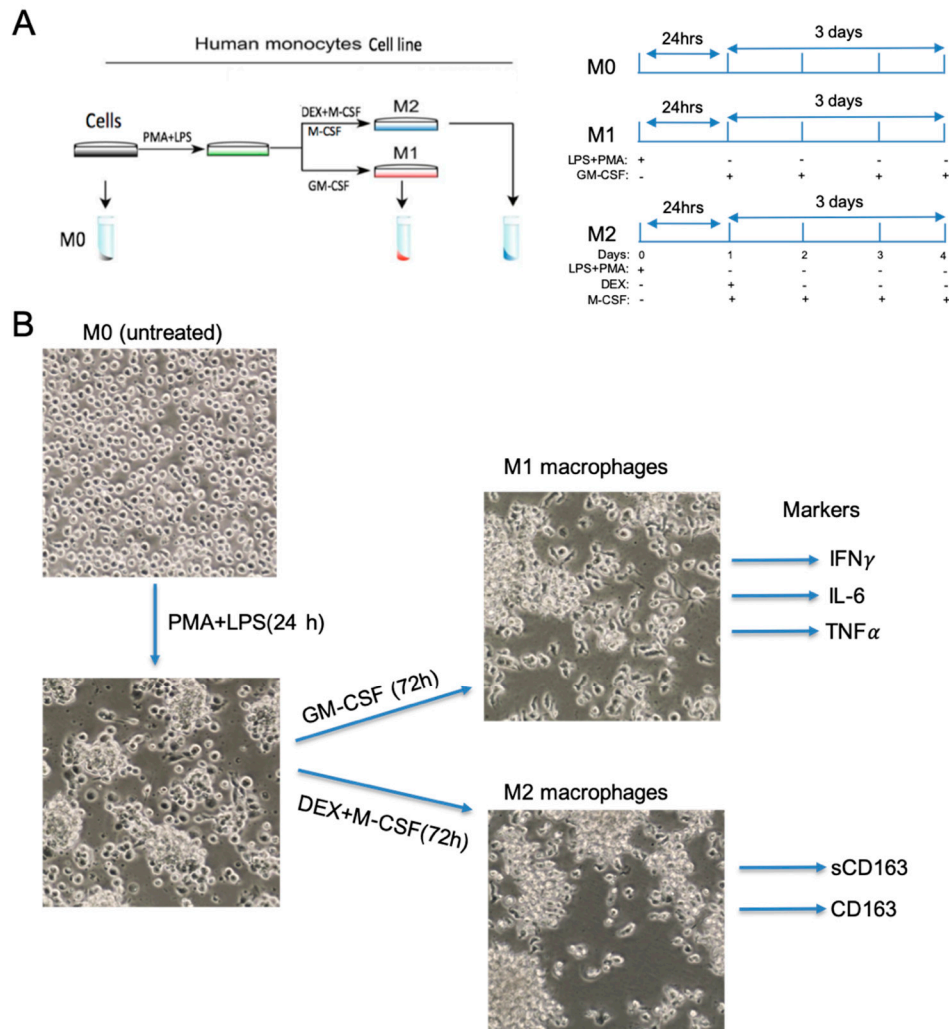 A
Human monocytes Cell line
Cells
PMA+LPS
DEX+M-CSF
M-CSF
M2
GM-CSF
M1
M0
24hrs
3 days
M0
24hrs
3 days
M1
LPS+PMA: + - - - -
GM-CSF: - + + + +
24hrs
3 days
M2
Days: 0 1 2 3 4
LPS+PMA: + - - - -
DEX: - + - - -
M-CSF: - + + + +
B
M0 (untreated)
PMA+LPS(24 h)
GM-CSF (72h)
DEX+M-CSF(72h)
M1 macrophages
Markers
IFNγ
IL-6
TNFα
M2 macrophages
sCD163
CD163